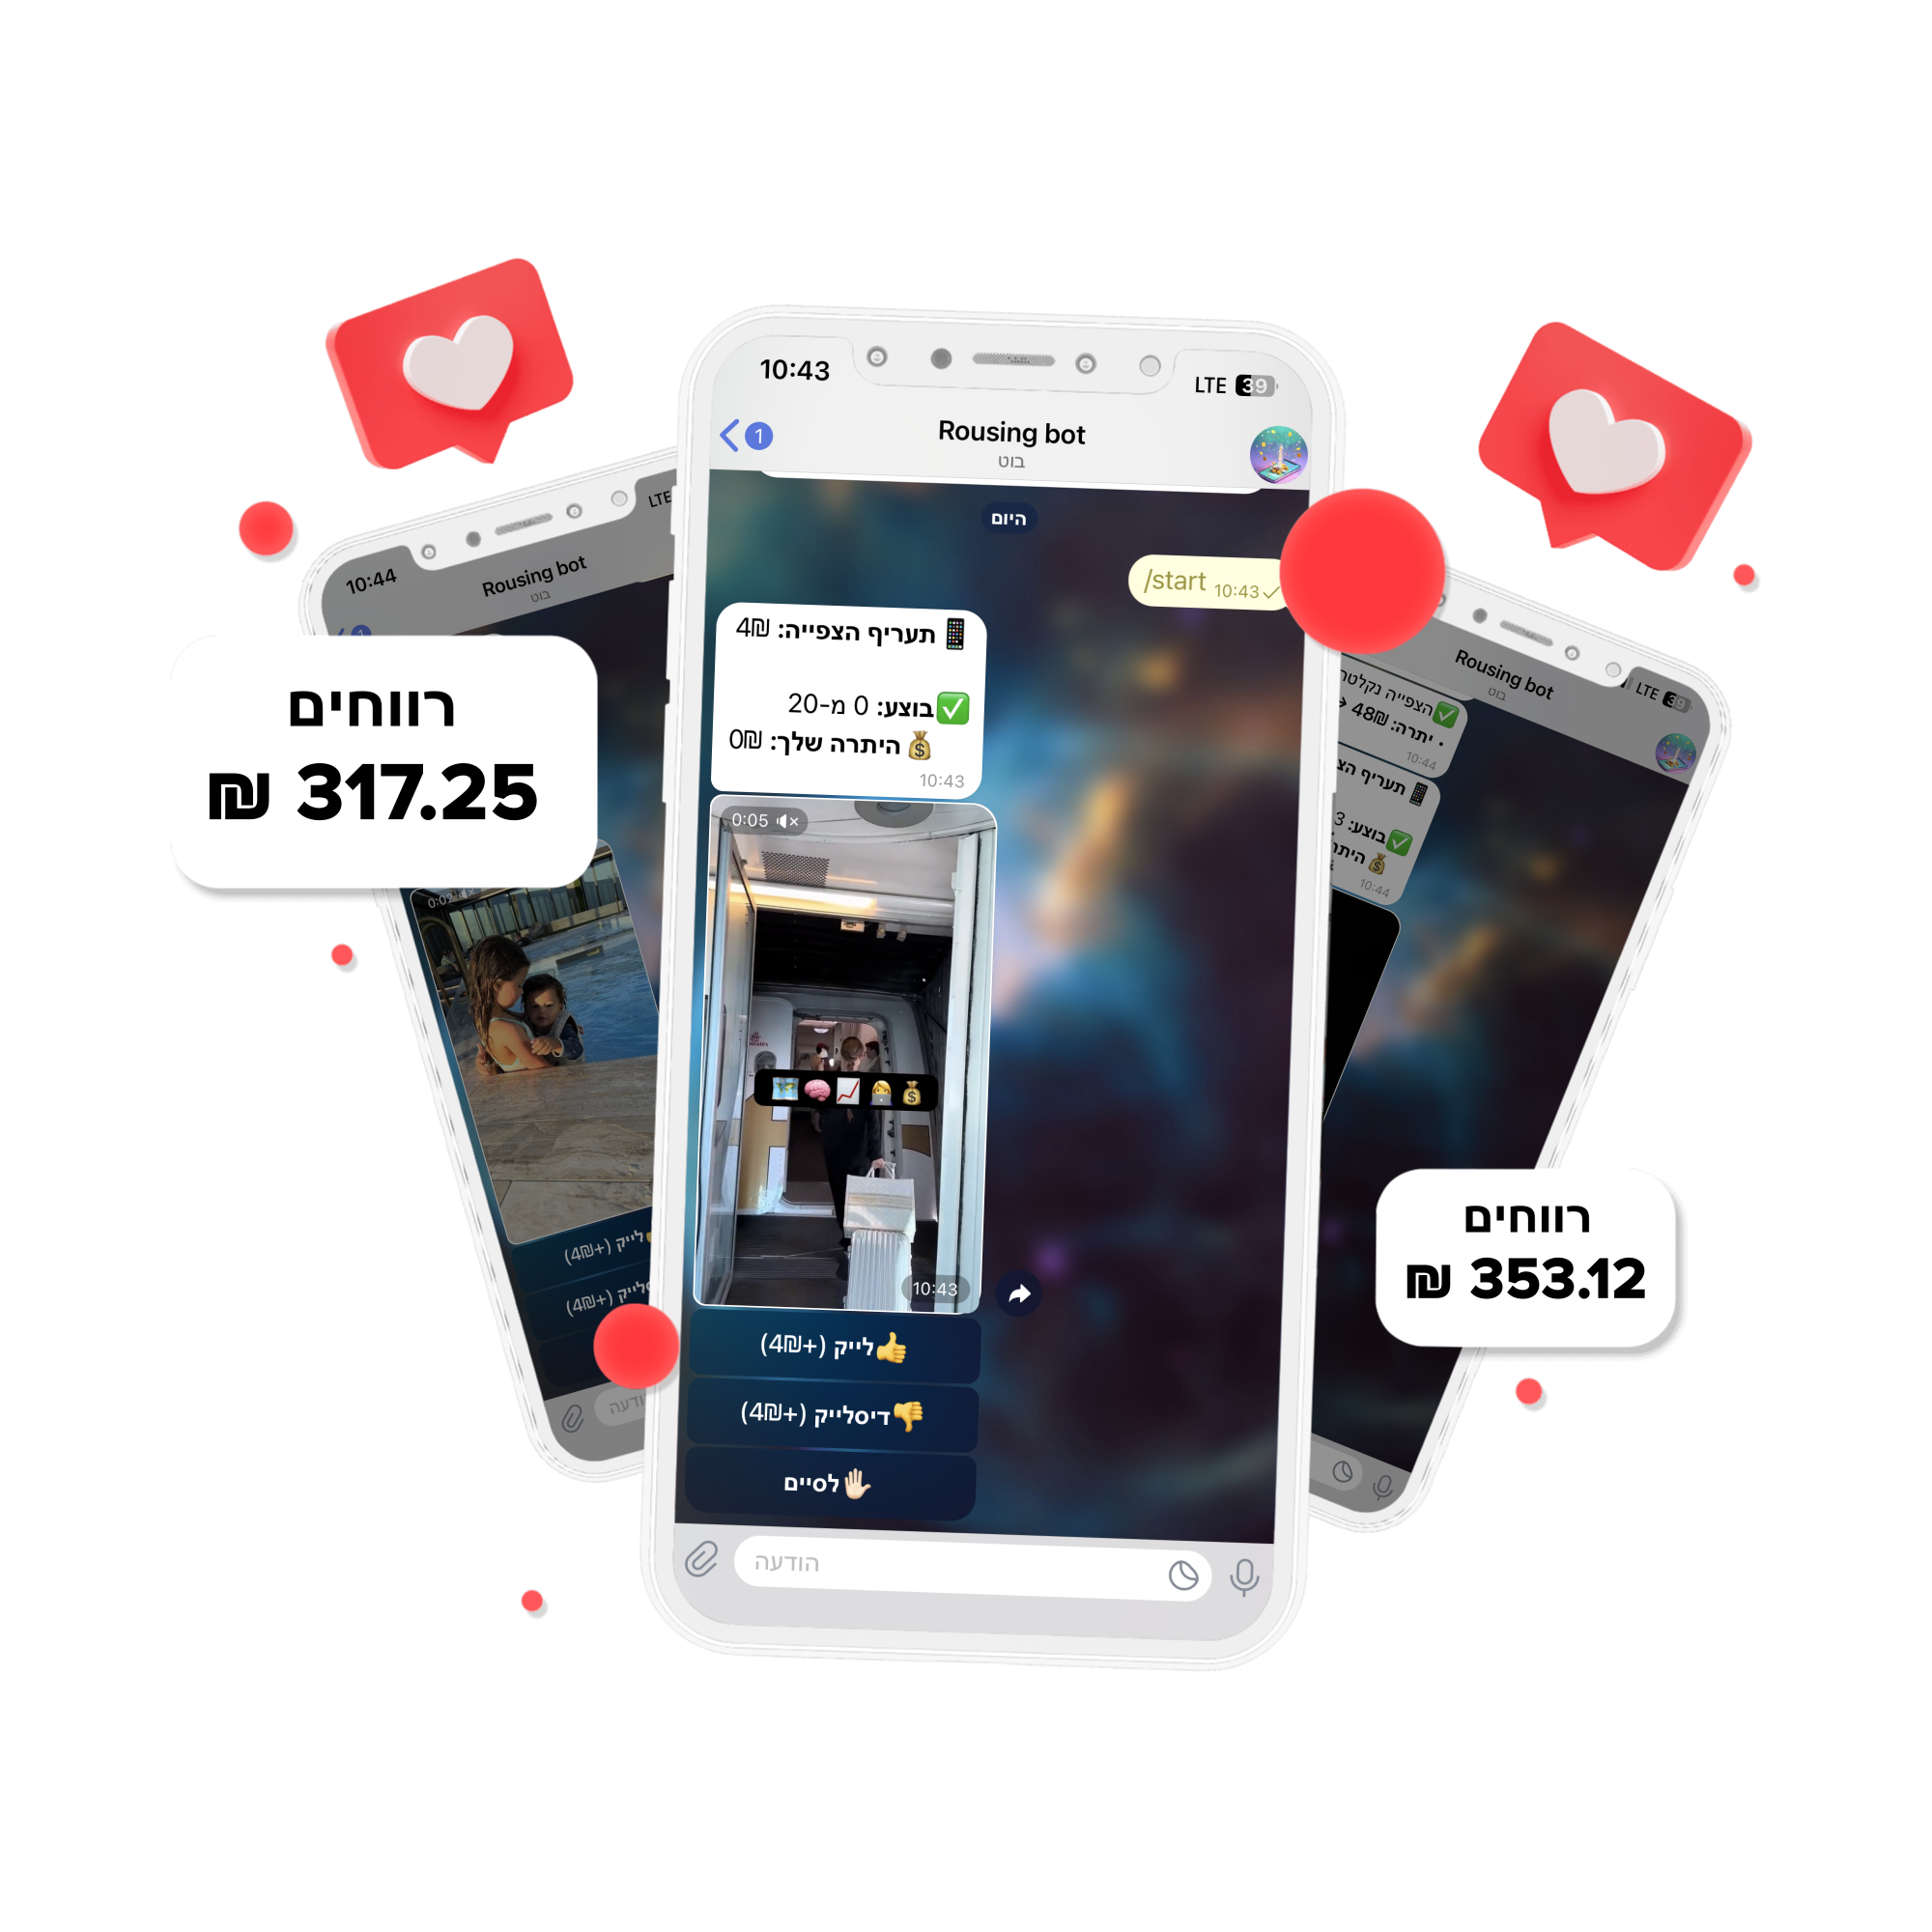 10:43
LTE 39
1
Rousing bot
בוט
היום
/start 10:43
תעריף הצפייה: 4₪
בוצע: 0 מ-20
היתרה שלך: 0₪
10:43
0:05
10:43
לייק (+4₪)
דיסלייק (+4₪)
לסיים
הודעה
10:44
LTE
Rousing bot
בוט
רווחים
317.25 ₪
0:02
לייק (+4₪)
(+4₪)
LTE 39
Rousing bot
בוט
הצפייה נקלטה
• יתרה: 48₪
10:44
תעריף
בוצע: 3
10:44
רווחים
353.12 ₪